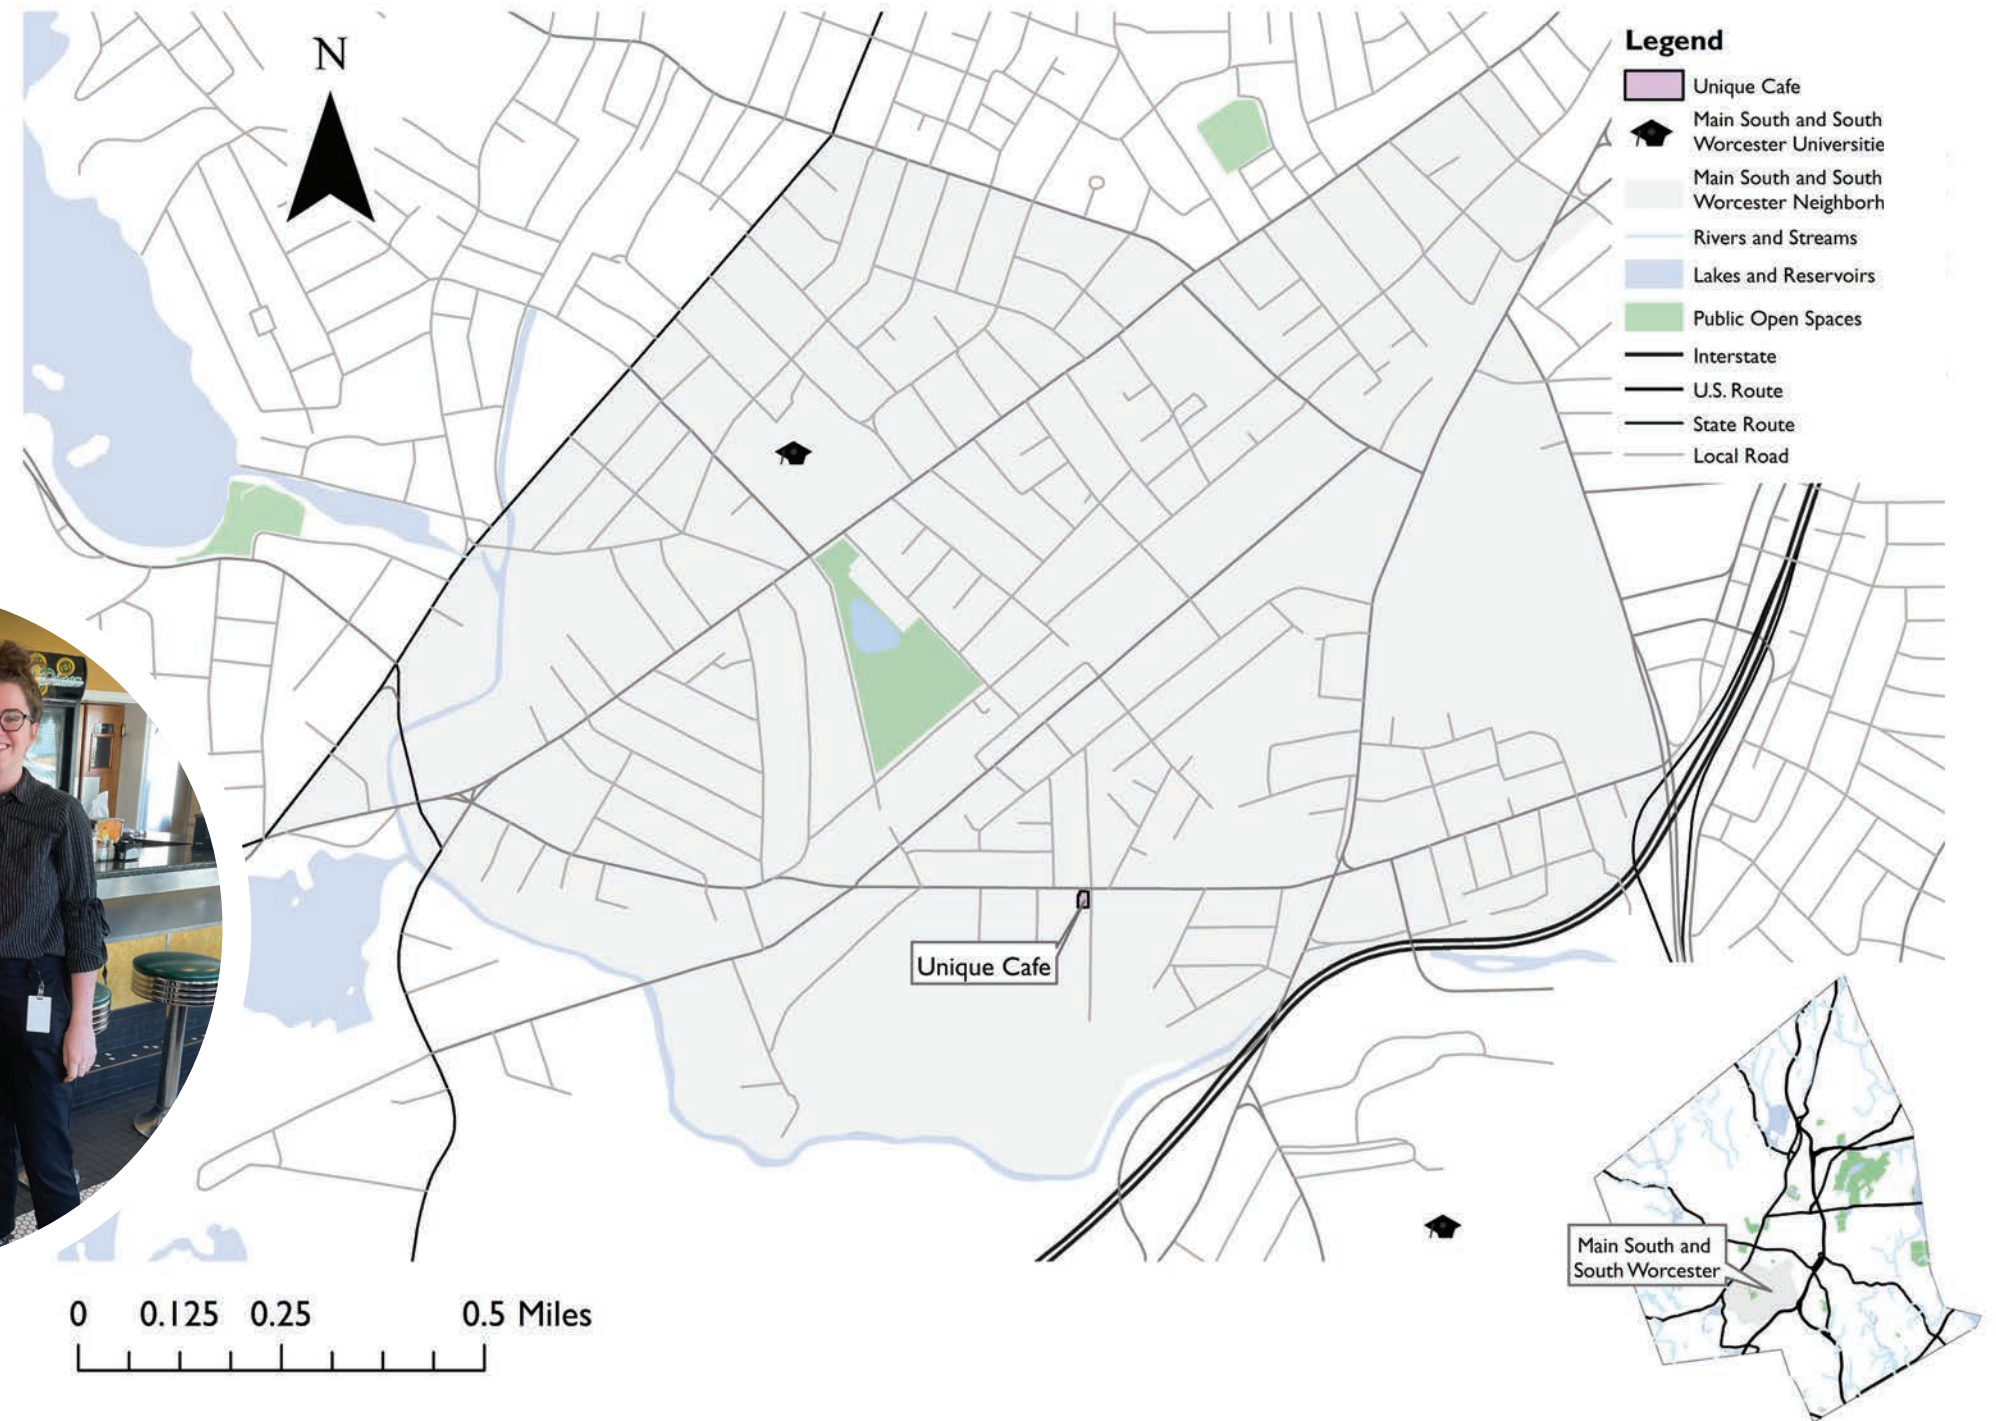 N
Legend
Unique Cafe
Main South and South
Worcester Universitie
Main South and South
Worcester Neighborh
Rivers and Streams
Lakes and Reservoirs
Public Open Spaces
Interstate
U.S. Route
State Route
Local Road
Unique Cafe
Main South and
South Worcester
0 0.125 0.25 0.5 Miles